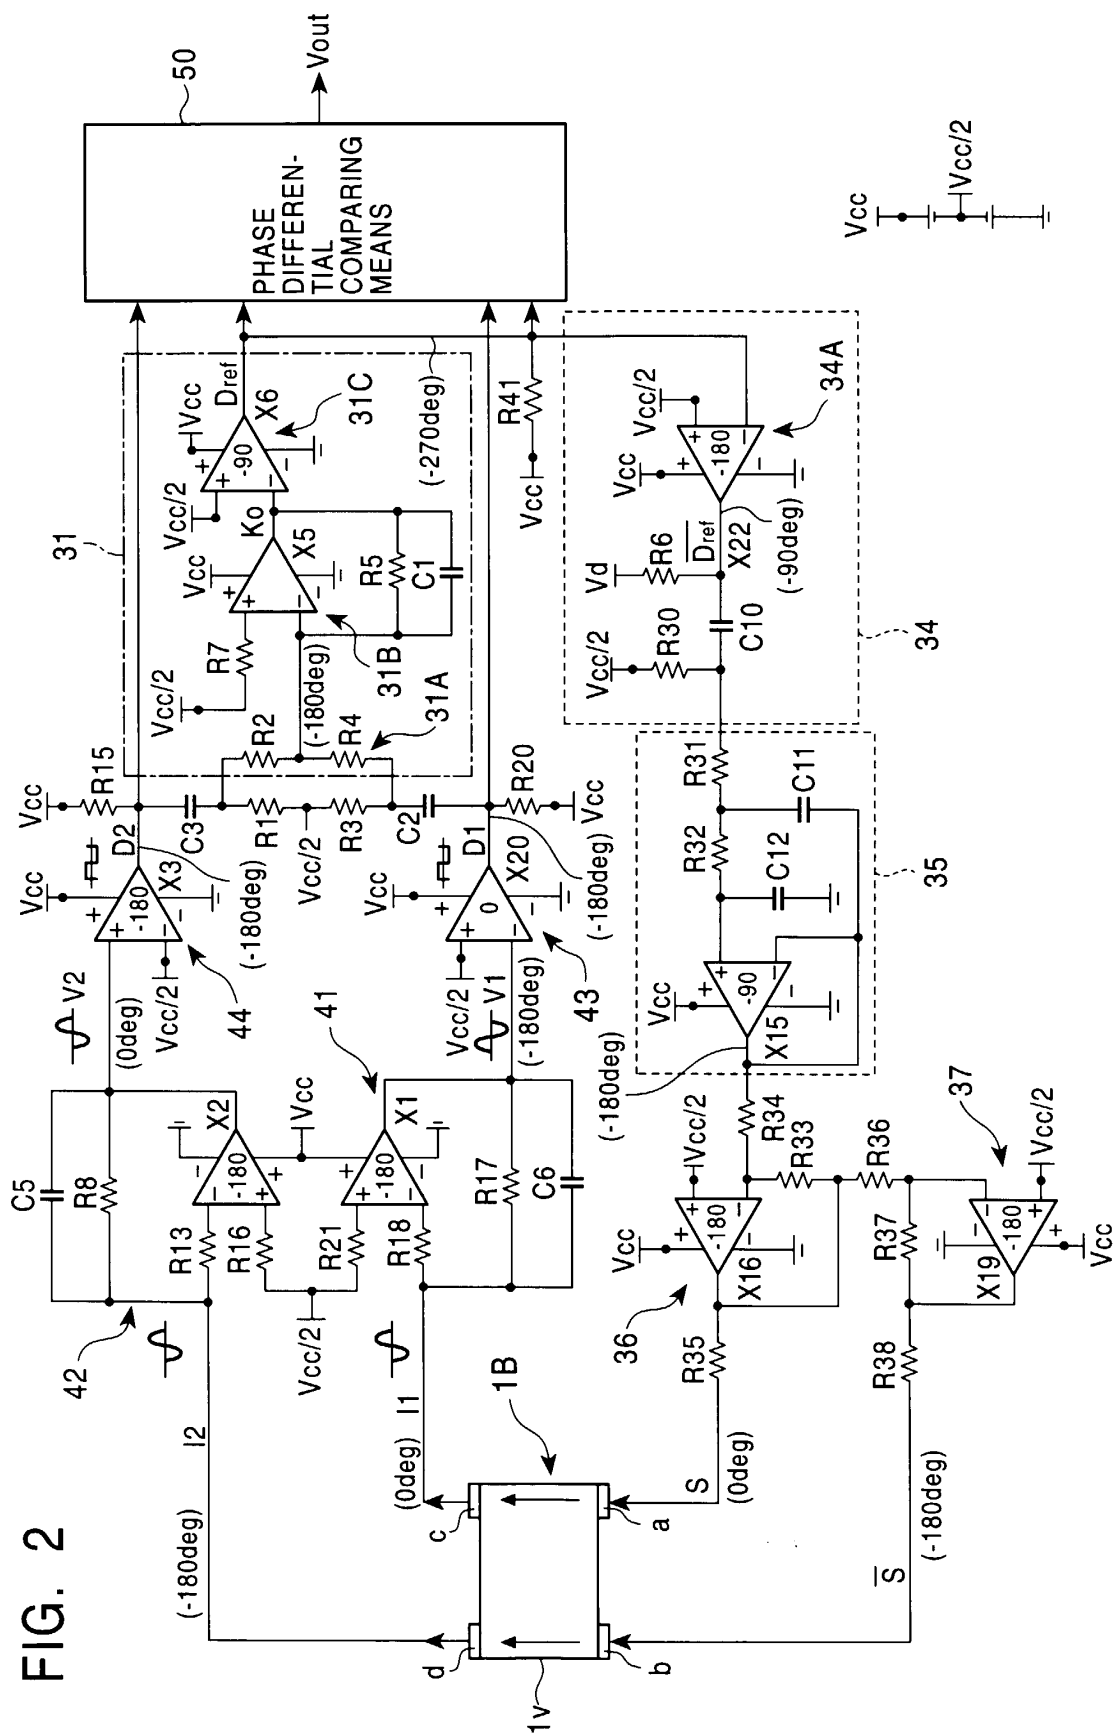 FIG. 2
50
Vout
PHASE
DIFFEREN-
TIAL
COMPARING
MEANS
31
Dref
Vcc
X6
31C
-90
+
−
+
−
Vcc/2
Ko
Vcc
X5
+
−
+
−
31B
R5
C1
R7
Vcc/2
(-180deg)
R2
R4
31A
(-270deg)
R41
Vcc
Vcc
R15
D2
C3
R1
Vcc/2
R3
C2
D1
R20
Vcc
Vcc
X3
-180
+
−
+
−
(-180deg)
Vcc/2
44
V2
(0deg)
Vcc
X20
0
+
−
+
−
(-180deg)
43
Vcc/2
V1
(-180deg)
C5
R8
X2
-180
−
+
−
+
R13
R16
42
Vcc
41
X1
-180
+
−
+
−
R21
R18
R17
C6
Vcc/2
I2
(-180deg)
I1
(0deg)
1B
1v
c
d
a
b
S
(0deg)
S̅
(-180deg)
Vcc/2
Vcc
34A
-180
+
−
+
−
X22
D̅ref
(-90deg)
Vd
R6
C10
R30
Vcc/2
34
R31
C11
R32
C12
35
Vcc
-90
+
−
+
−
X15
(-180deg)
R34
R33
R36
Vcc/2
Vcc
-180
+
−
+
−
X16
36
R35
37
Vcc/2
-180
−
+
−
+
X19
Vcc
R37
R38
Vcc
Vcc/2